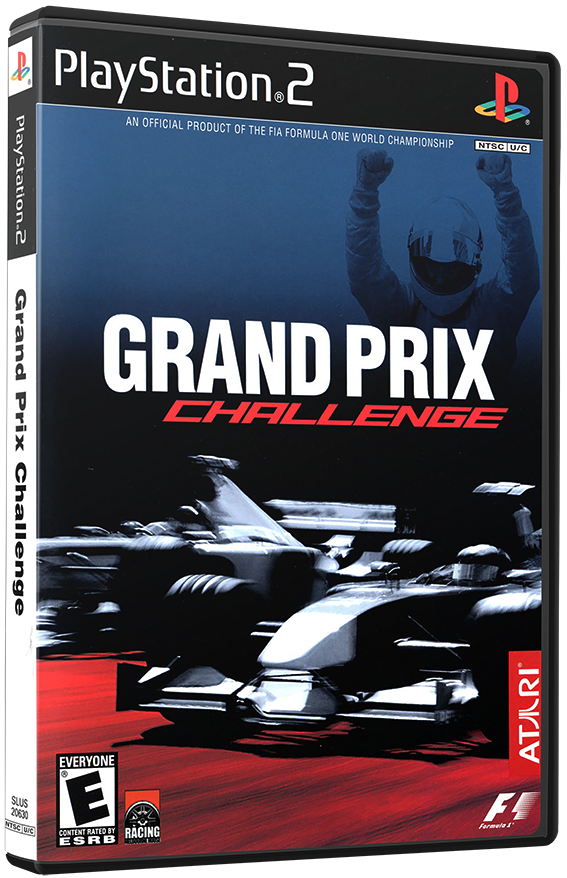 PlayStation®2
AN OFFICIAL PRODUCT OF THE FIA FORMULA ONE WORLD CHAMPIONSHIP
NTSC U/C
GRAND PRIX
CHALLENGE
ATARI
EVERYONE
E
CONTENT RATED BY
ESRB
RACING
F1
Formula 1
PlayStation®2
Grand Prix Challenge
SLUS
20630
NTSC U/C